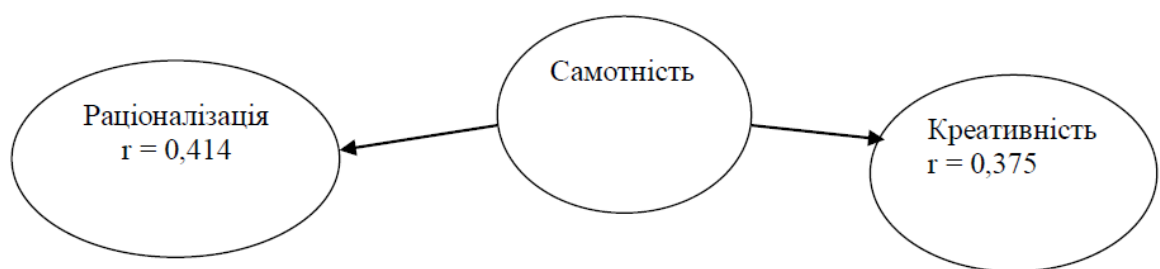 Самотність
Раціоналізація
r = 0,414
Креативність
r = 0,375